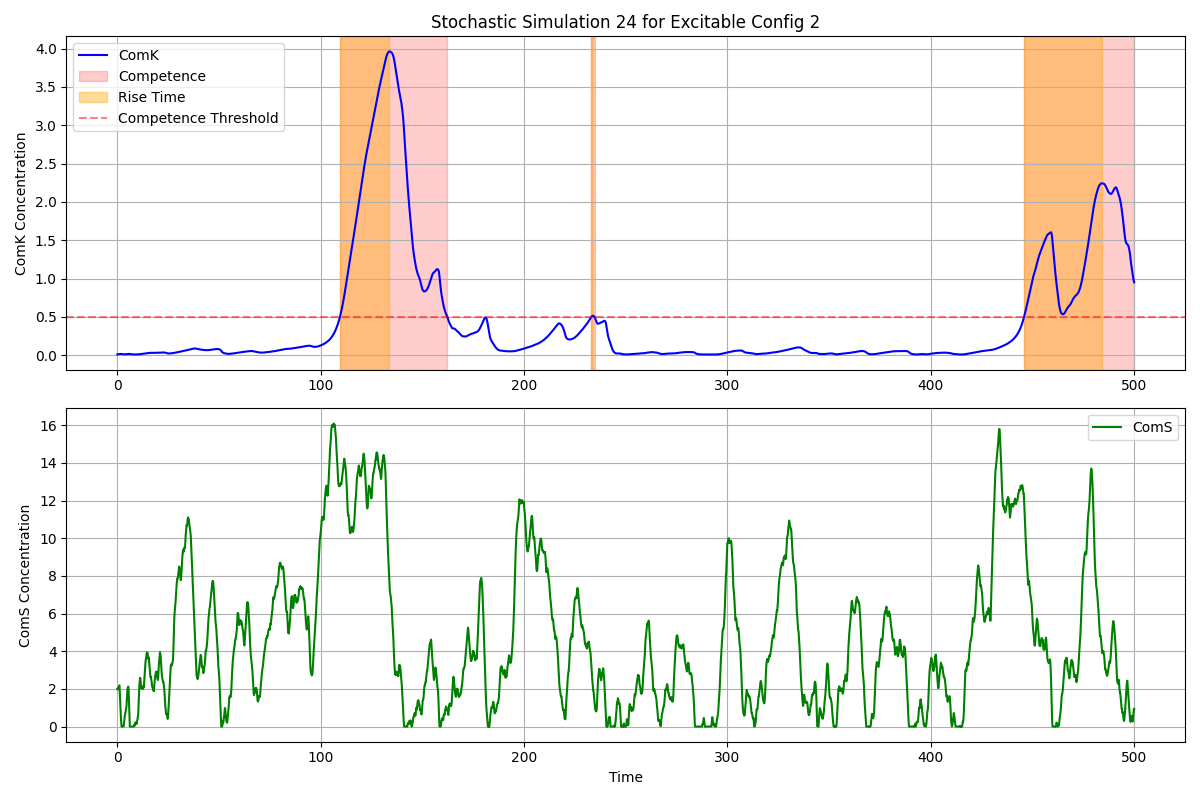 Stochastic Simulation 24 for Excitable Config 2
ComK Concentration
4.0
3.5
3.0
2.5
2.0
1.5
1.0
0.5
0.0
ComK
Competence
Rise Time
Competence Threshold
0 100 200 300 400 500
ComS Concentration
16
14
12
10
8
6
4
2
0
ComS
0 100 200 300 400 500
Time